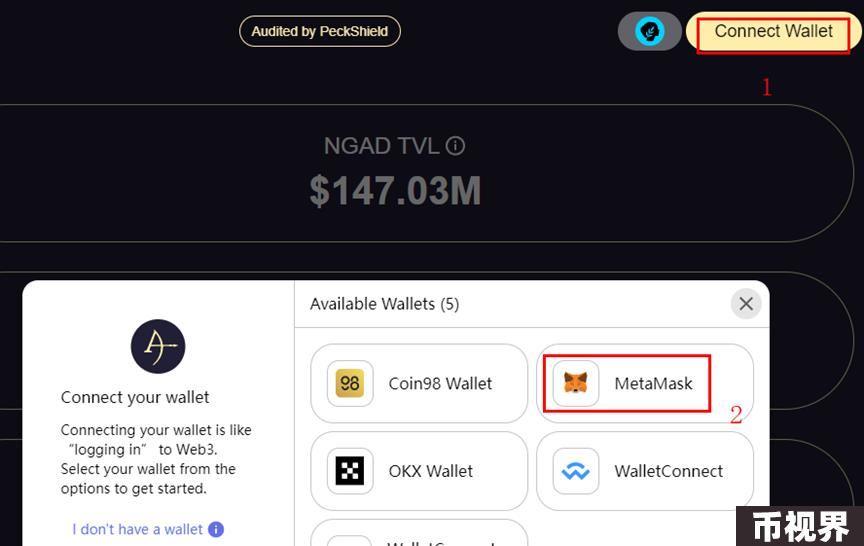 Audited by PeckShield
Connect Wallet
1
NGAD TVL
$147.03M
Available Wallets (5)
Connect your wallet
Connecting your wallet is like
“logging in” to Web3.
Select your wallet from the
options to get started.
I don't have a wallet
98
Coin98 Wallet
MetaMask
2
OKX Wallet
WalletConnect
WalletConnect
币视界